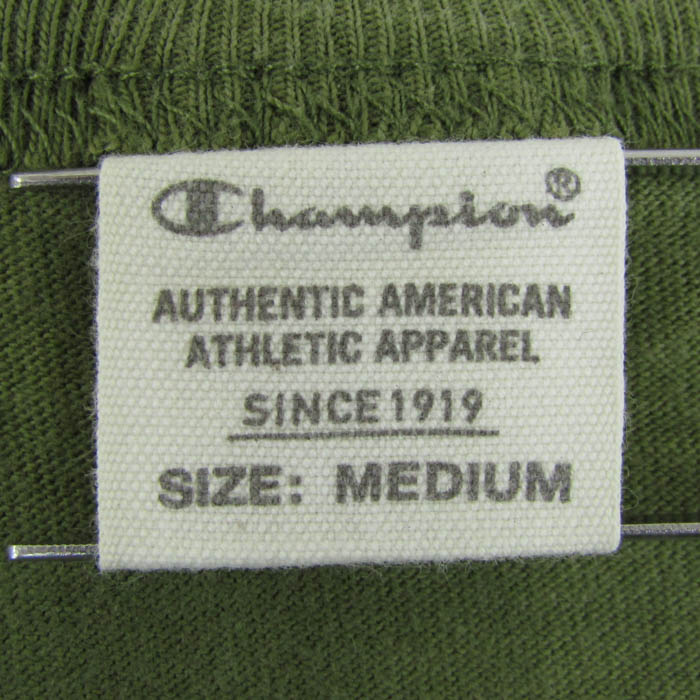 Champion®
AUTHENTIC AMERICAN
ATHLETIC APPAREL
SINCE 1919
SIZE: MEDIUM